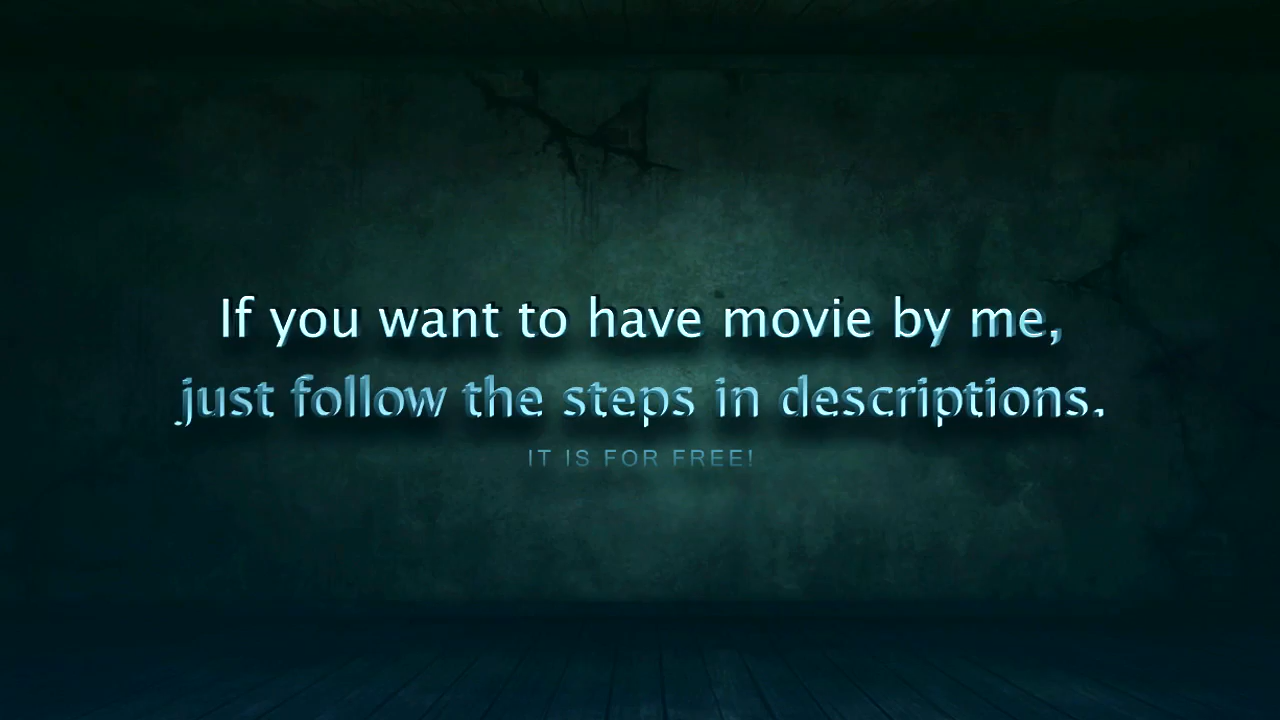 If you want to have movie by me,
just follow the steps in descriptions.
IT IS FOR FREE!